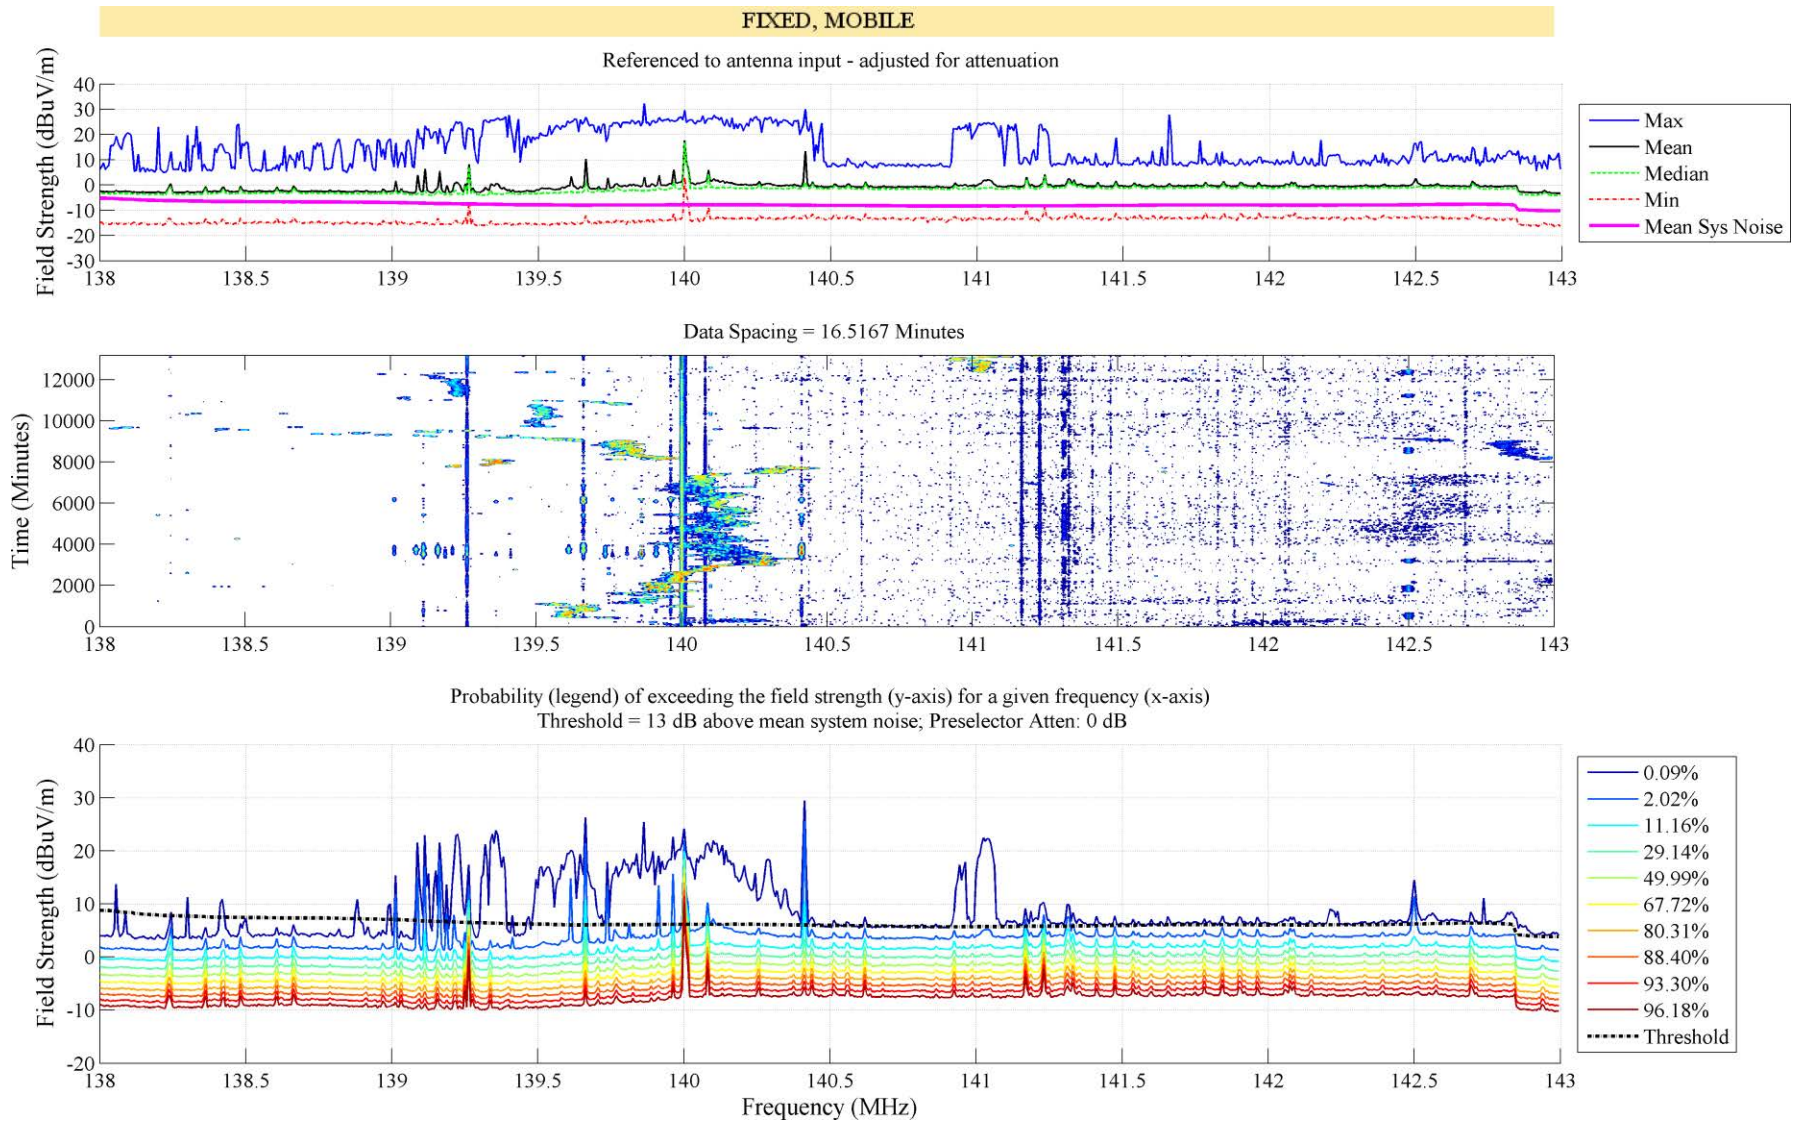 FIXED, MOBILE
Referenced to antenna input - adjusted for attenuation
Field Strength (dBuV/m)
40
30
20
10
0
-10
-20
-30
138 138.5 139 139.5 140 140.5 141 141.5 142 142.5 143
Max
Mean
Median
Min
Mean Sys Noise
Data Spacing = 16.5167 Minutes
Time (Minutes)
12000
10000
8000
6000
4000
2000
0
138 138.5 139 139.5 140 140.5 141 141.5 142 142.5 143
Probability (legend) of exceeding the field strength (y-axis) for a given frequency (x-axis)
Threshold = 13 dB above mean system noise; Preselector Atten: 0 dB
Field Strength (dBuV/m)
40
30
20
10
0
-10
-20
138 138.5 139 139.5 140 140.5 141 141.5 142 142.5 143
Frequency (MHz)
0.09%
2.02%
11.16%
29.14%
49.99%
67.72%
80.31%
88.40%
93.30%
96.18%
Threshold